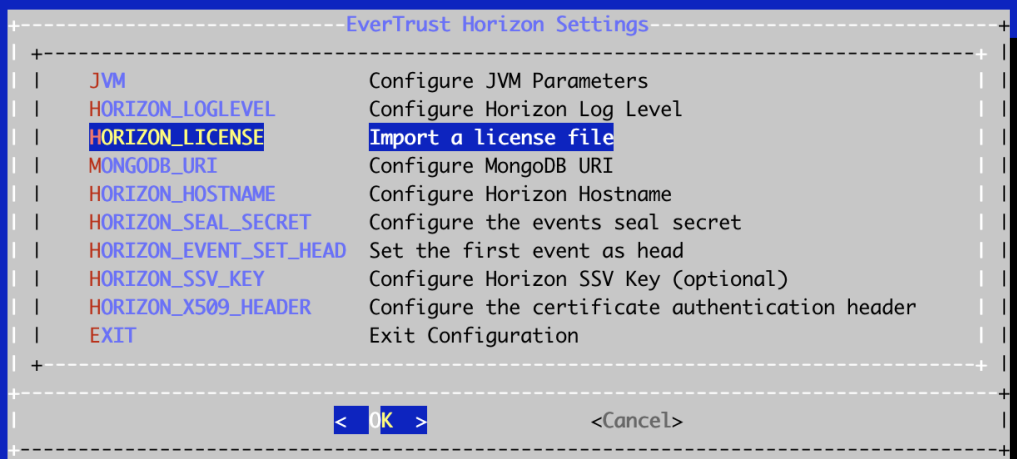 EverTrust Horizon Settings
JVM Configure JVM Parameters
HORIZON_LOGLEVEL Configure Horizon Log Level
HORIZON_LICENSE Import a license file
MONGODB_URI Configure MongoDB URI
HORIZON_HOSTNAME Configure Horizon Hostname
HORIZON_SEAL_SECRET Configure the events seal secret
HORIZON_EVENT_SET_HEAD Set the first event as head
HORIZON_SSV_KEY Configure Horizon SSV Key (optional)
HORIZON_X509_HEADER Configure the certificate authentication header
EXIT Exit Configuration
< OK > <Cancel>